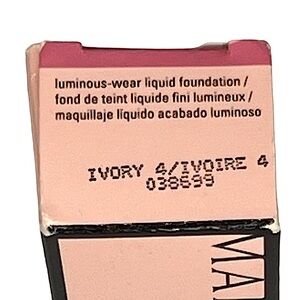 luminous-wear liquid foundation /
fond de teint liquide fini lumineux /
maquillaje líquido acabado luminoso
IVORY 4/IVOIRE 4
038699
MA